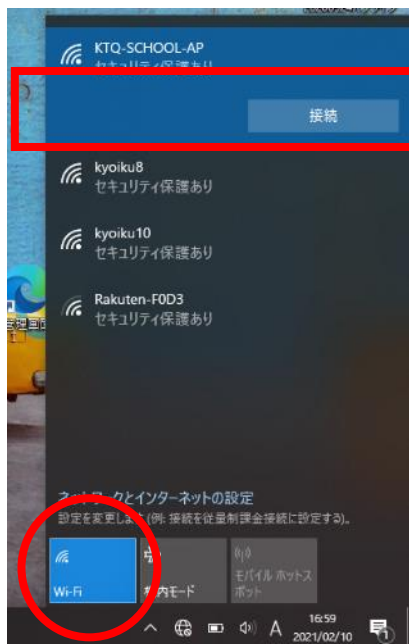 KTQ-SCHOOL-AP
セキュリティ保護あり
接続
kyoiku8
セキュリティ保護あり
kyoiku10
セキュリティ保護あり
Rakuten-F0D3
セキュリティ保護あり
ネットワークとインターネットの設定
設定を変更します (例: 接続を従量制課金接続に設定する)。
Wi-Fi
機内モード
モバイル ホットス
ポット
A
16:59
2021/02/10
1